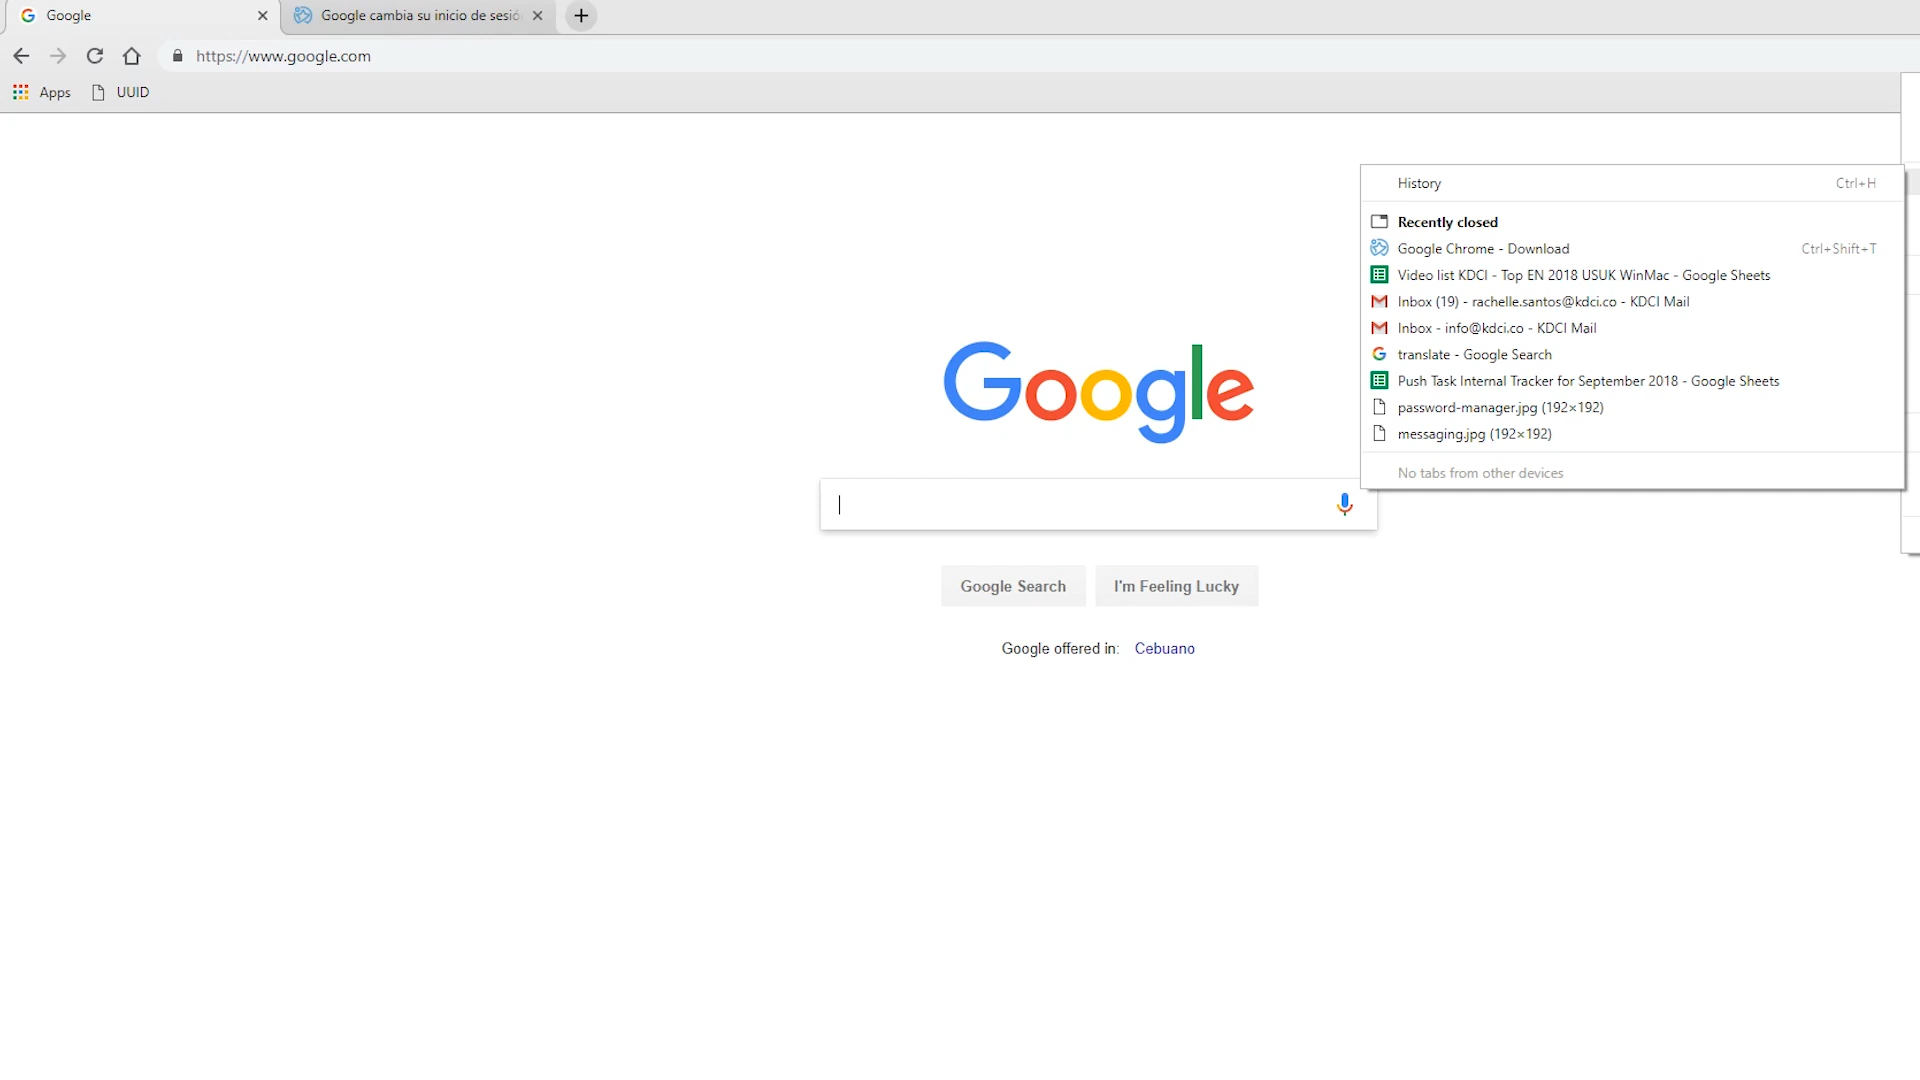 Google
Google cambia su inicio de sesió
https://www.google.com
Apps
UUID
History Ctrl+H
Recently closed
Google Chrome - Download Ctrl+Shift+T
Video list KDCI - Top EN 2018 USUK WinMac - Google Sheets
Inbox (19) - rachelle.santos@kdci.co - KDCI Mail
Inbox - info@kdci.co - KDCI Mail
translate - Google Search
Push Task Internal Tracker for September 2018 - Google Sheets
password-manager.jpg (192×192)
messaging.jpg (192×192)
No tabs from other devices
Google
Google Search
I'm Feeling Lucky
Google offered in: Cebuano